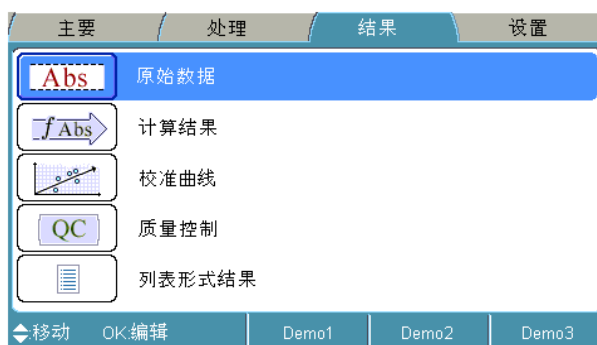 主要 处理 结果 设置
Abs 原始数据
f Abs 计算结果
校准曲线
QC 质量控制
列表形式结果
:移动 OK:编辑 Demo1 Demo2 Demo3